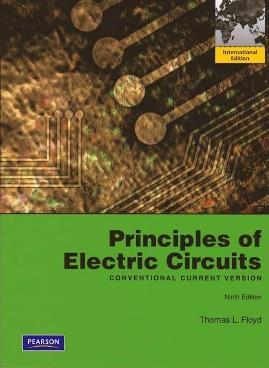 International
Edition
Principles of
Electric Circuits
CONVENTIONAL CURRENT VERSION
Ninth Edition
Thomas L. Floyd
PEARSON